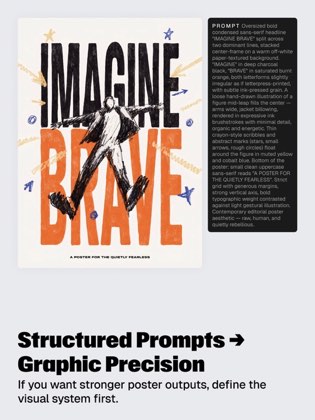 IMAGINE
BRAVE
A POSTER FOR THE QUIETLY FEARLESS
PROMPT Oversized bold
condensed sans-serif headline
"IMAGINE BRAVE" split across
two dominant lines, stacked
center-frame on a warm off-white
paper-textured background.
"IMAGINE" in deep charcoal
black, "BRAVE" in saturated burnt
orange, both letterforms slightly
irregular as if letterpress-printed,
with subtle ink-pressed grain. A
loose hand-drawn illustration of a
figure mid-leap fills the center —
arms wide, jacket billowing,
rendered in expressive ink
brushstrokes with minimal detail,
organic and energetic. Thin
crayon-style scribbles and
abstract marks (stars, small
arrows, rough circles) float
around the figure in muted yellow
and cobalt blue. Bottom of the
poster: small clean uppercase
sans-serif reads "A POSTER FOR
THE QUIETLY FEARLESS". Strict
grid with generous margins,
strong vertical axis, bold
typographic weight contrasted
against light gestural illustration.
Contemporary editorial poster
aesthetic — raw, human, and
quietly rebellious.
Structured Prompts →
Graphic Precision
If you want stronger poster outputs, define the
visual system first.